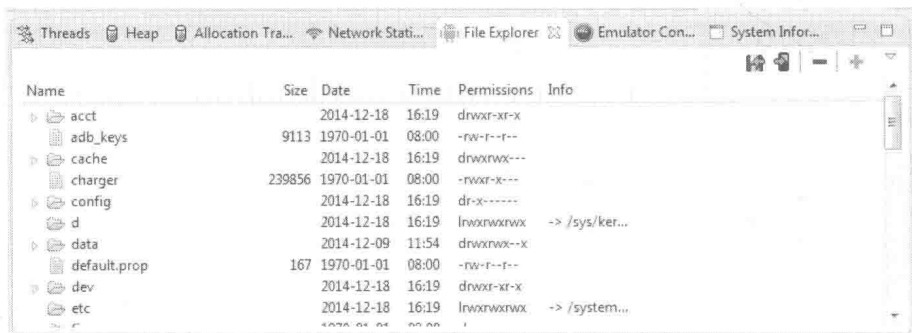 Threads Heap Allocation Tra... Network Stati... File Explorer Emulator Con... System Infor...
Name Size Date Time Permissions Info
acct 2014-12-18 16:19 drwxr-xr-x
adb_keys 9113 1970-01-01 08:00 -rw-r--r--
cache 2014-12-18 16:19 drwxrwx---
charger 239856 1970-01-01 08:00 -rwxr-x---
config 2014-12-18 16:19 dr-x------
d 2014-12-18 16:19 lrwxrwxrwx -> /sys/ker...
data 2014-12-09 11:54 drwxrwx--x
default.prop 167 1970-01-01 08:00 -rw-r--r--
dev 2014-12-18 16:19 drwxr-xr-x
etc 2014-12-18 16:19 lrwxrwxrwx -> /system...